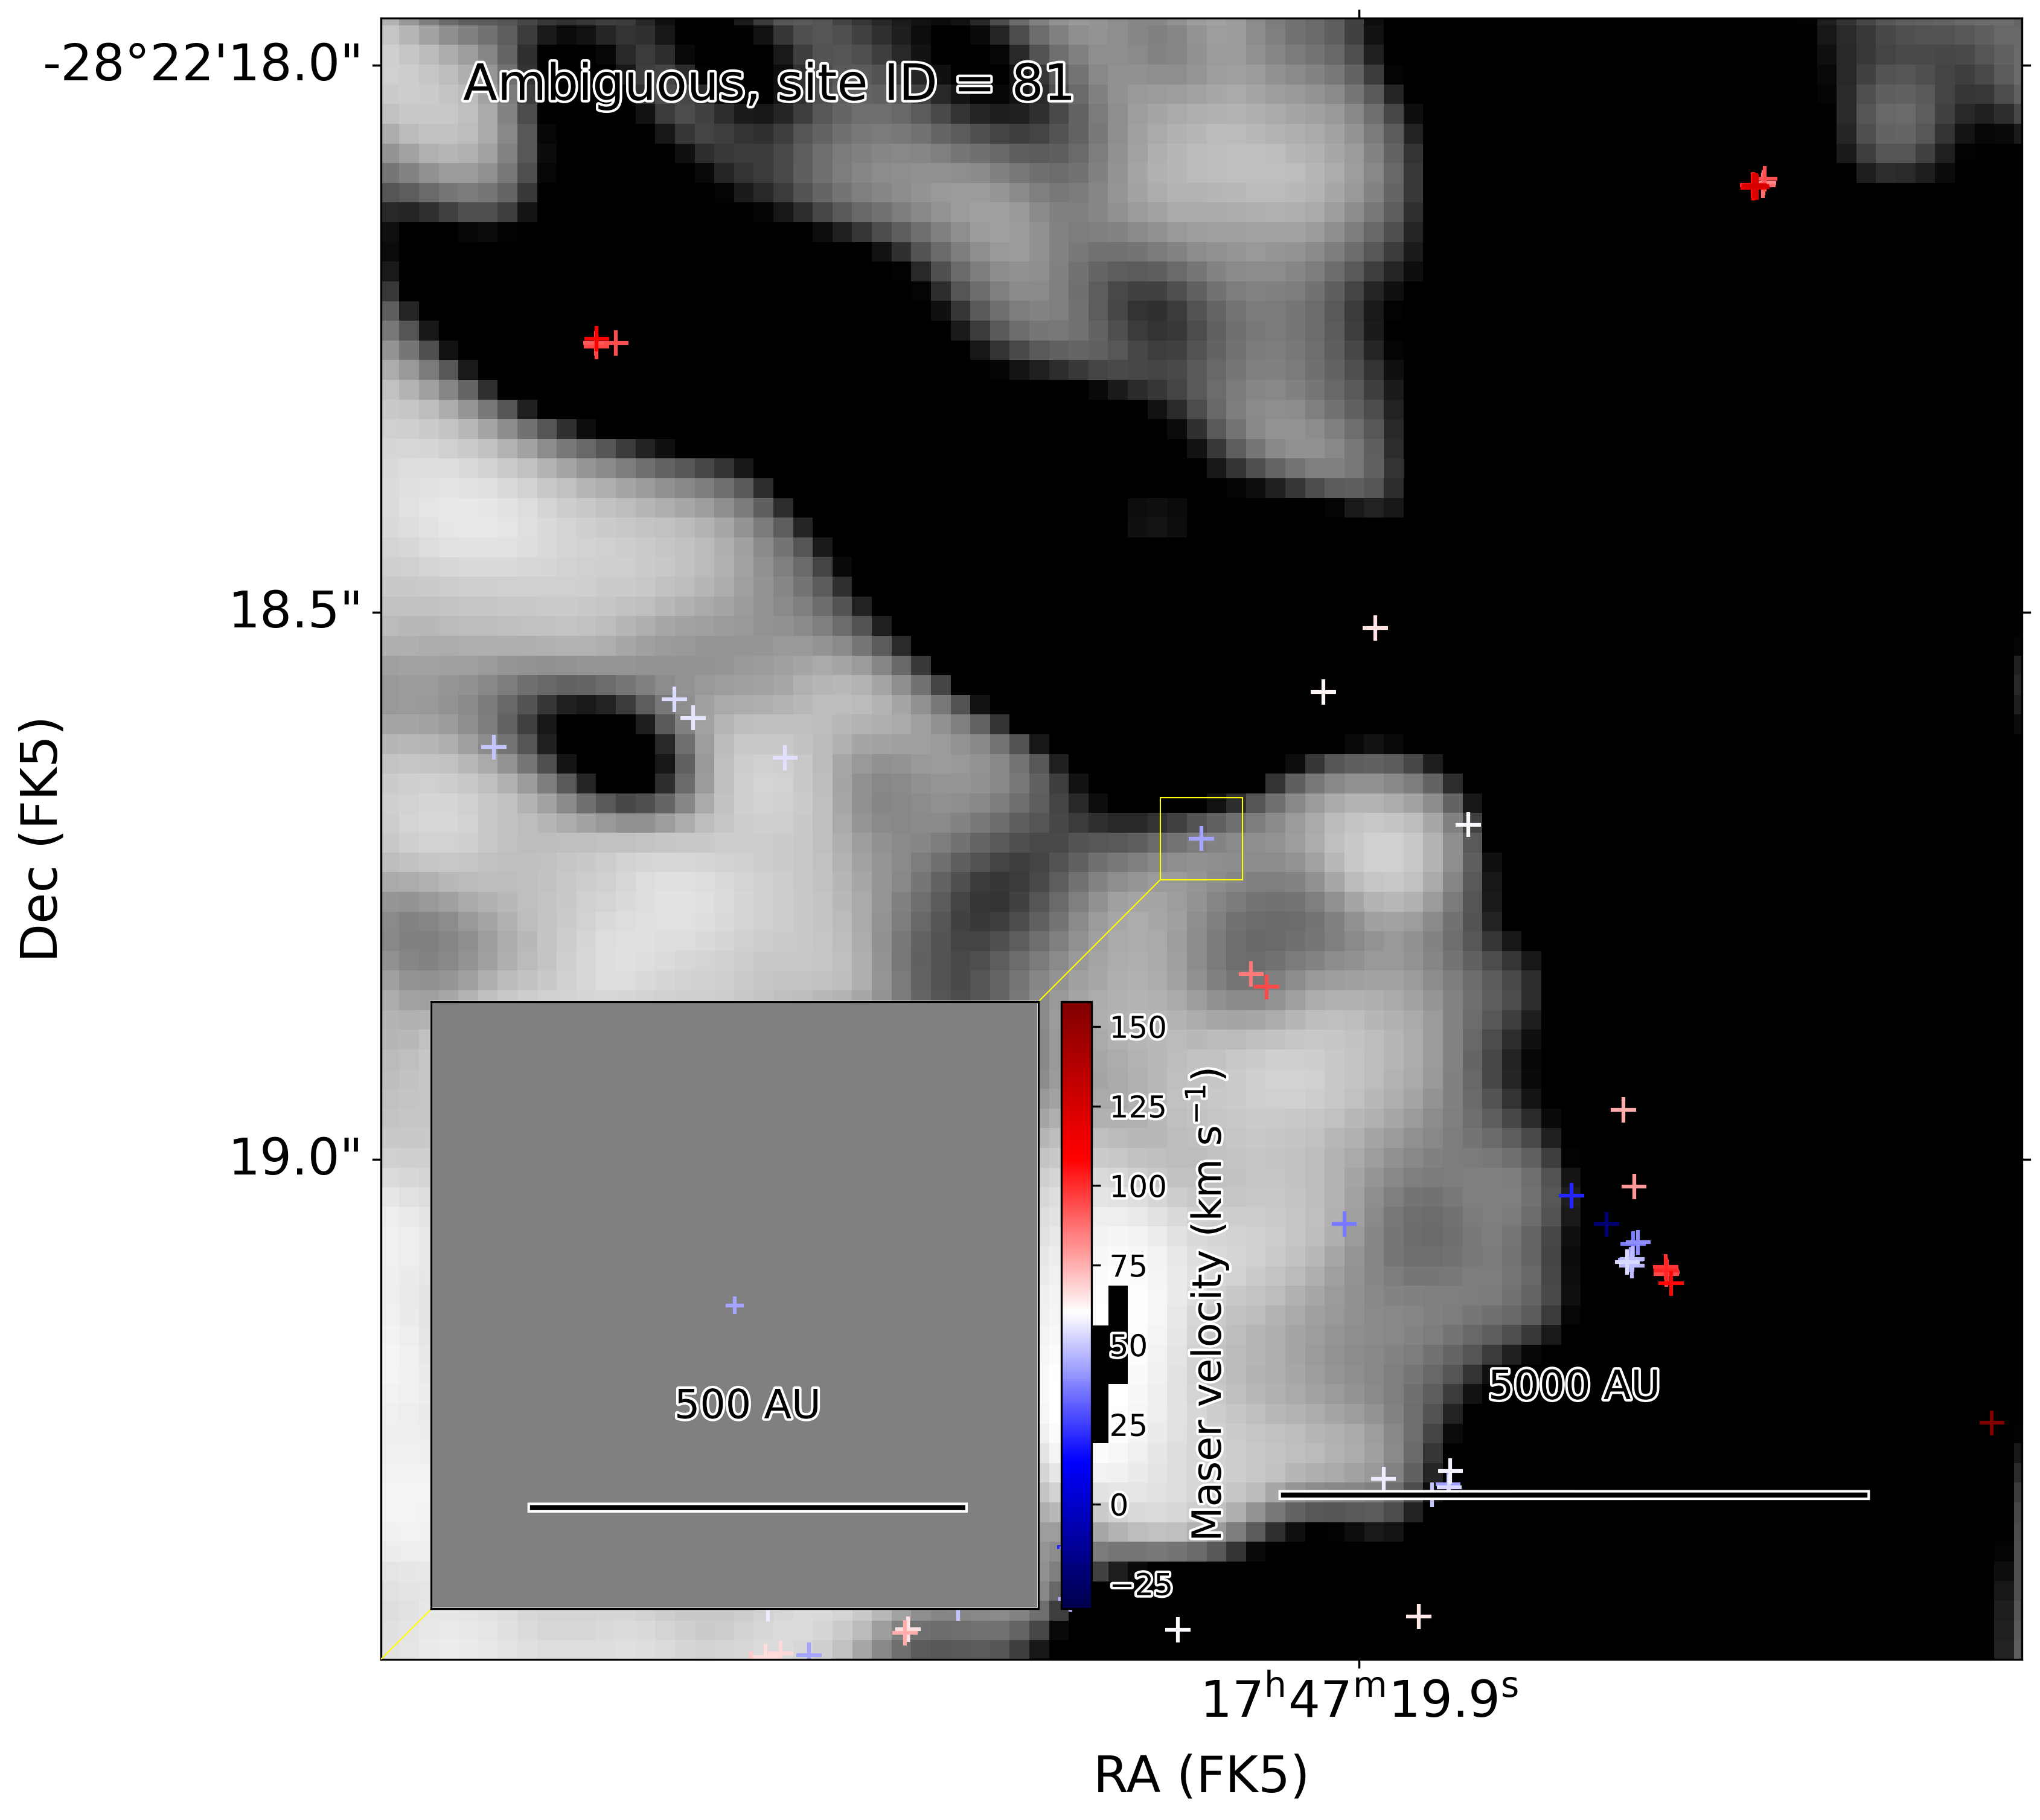 -28°22'18.0"
Ambiguous, site ID = 81
18.5"
Dec (FK5)
19.0"
150
125
100
75
50
25
0
−25
Maser velocity (km s⁻¹)
500 AU
5000 AU
17ʰ47ᵐ19.9ˢ
RA (FK5)